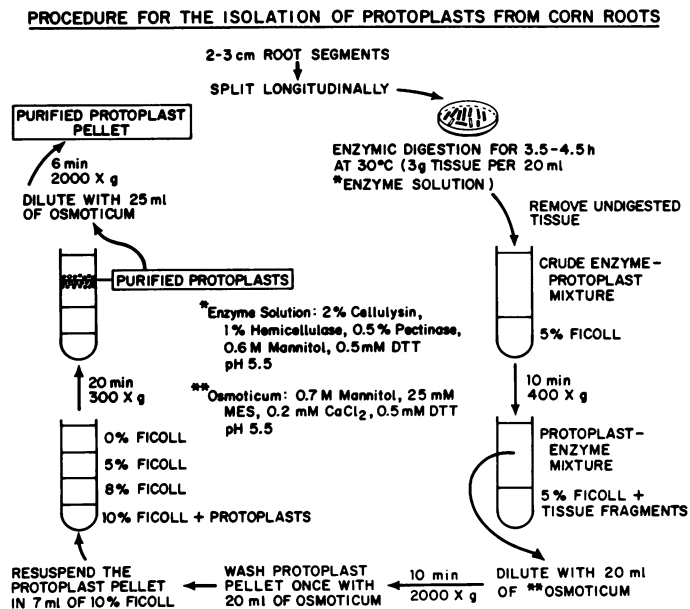 PROCEDURE FOR THE ISOLATION OF PROTOPLASTS FROM CORN ROOTS
2-3 cm ROOT SEGMENTS
SPLIT LONGITUDINALLY
ENZYMIC DIGESTION FOR 3.5-4.5 h
AT 30°C (3g TISSUE PER 20 ml
*ENZYME SOLUTION)
REMOVE UNDIGESTED
TISSUE
CRUDE ENZYME-
PROTOPLAST
MIXTURE
5% FICOLL
10 min
400 X g
PROTOPLAST-
ENZYME
MIXTURE
5% FICOLL +
TISSUE FRAGMENTS
DILUTE WITH 20 ml
OF **OSMOTICUM
10 min
2000 X g
WASH PROTOPLAST
PELLET ONCE WITH
20 ml OF OSMOTICUM
RESUSPEND THE
PROTOPLAST PELLET
IN 7 ml OF 10% FICOLL
0% FICOLL
5% FICOLL
8% FICOLL
10% FICOLL + PROTOPLASTS
20 min
300 X g
PURIFIED PROTOPLASTS
DILUTE WITH 25 ml
OF OSMOTICUM
6 min
2000 X g
PURIFIED PROTOPLAST
PELLET
*Enzyme Solution: 2% Cellulysin,
1% Hemicellulase, 0.5% Pectinase,
0.6 M Mannitol, 0.5mM DTT
pH 5.5
**Osmoticum: 0.7 M Mannitol, 25 mM
MES, 0.2 mM CaCl2, 0.5mM DTT
pH 5.5